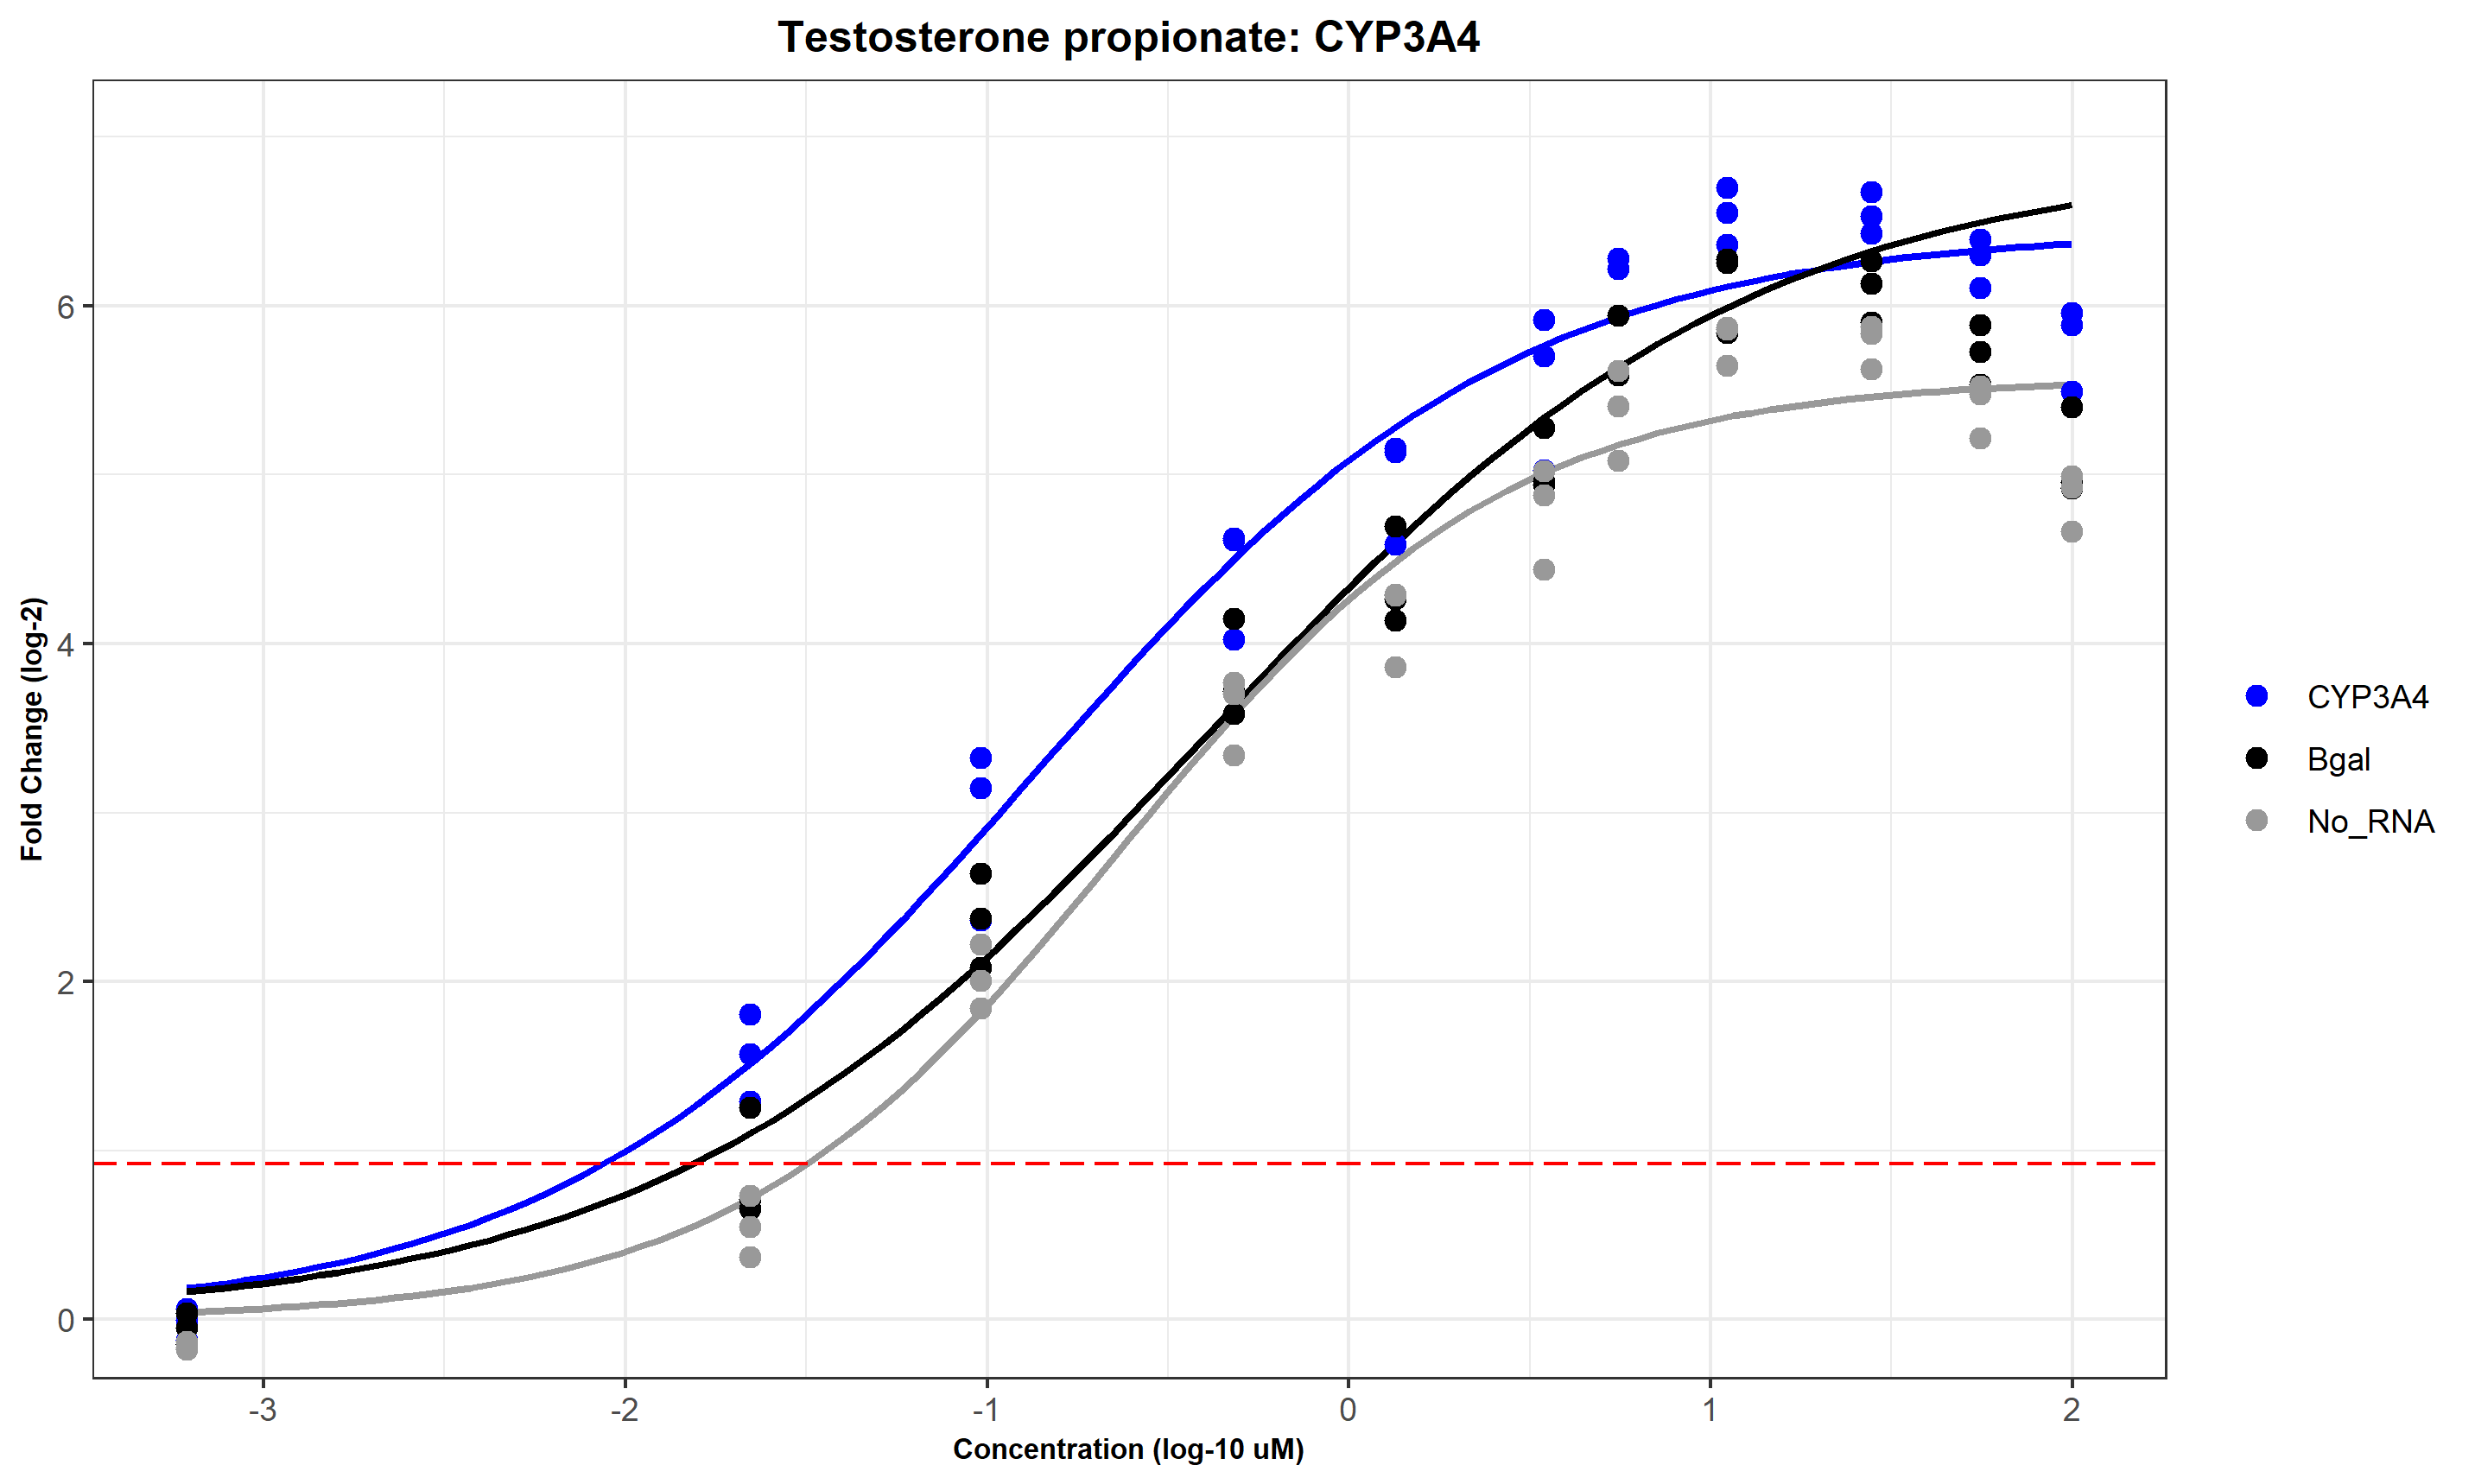 Testosterone propionate: CYP3A4
Fold Change (log-2)
6
4
2
0
-3 -2 -1 0 1 2
Concentration (log-10 uM)
CYP3A4
Bgal
No_RNA